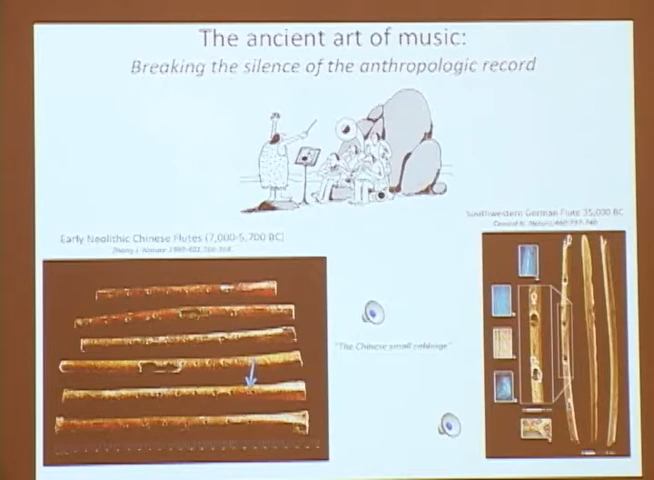 The ancient art of music:
Breaking the silence of the anthropologic record
Southwestern German Flute 35,000 BC
Early Neolithic Chinese Flutes (7,000-5,700 BC)
"The Chinese small cabbage"